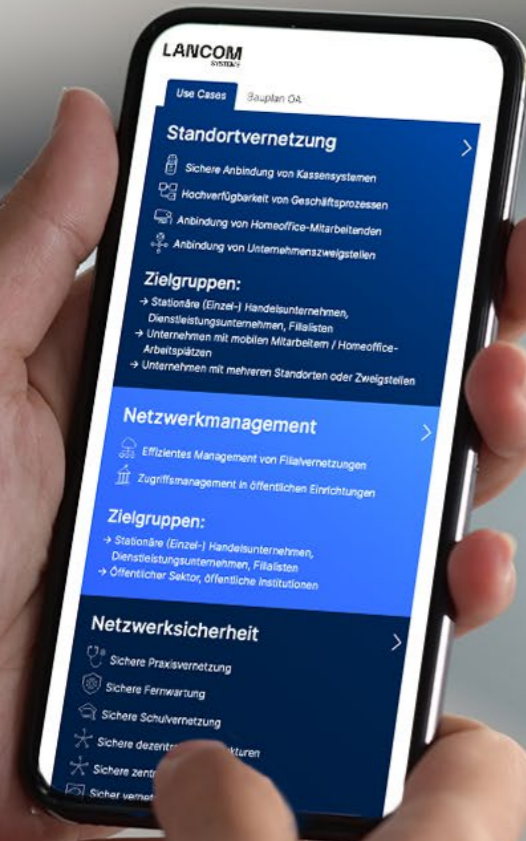 LANCOM
SYSTEMS
Use Cases
Bauplan OA
Standortvernetzung
Sichere Anbindung von Kassensystemen
Hochverfügbarkeit von Geschäftsprozessen
Anbindung von Homeoffice-Mitarbeitenden
Anbindung von Unternehmenszweigstellen
Zielgruppen:
→ Stationäre (Einzel-) Handelsunternehmen,
Dienstleistungsunternehmen, Filialisten
→ Unternehmen mit mobilen Mitarbeitern / Homeoffice-
Arbeitsplätzen
→ Unternehmen mit mehreren Standorten oder Zweigstellen
Netzwerkmanagement
Effizientes Management von Filialvernetzungen
Zugriffsmanagement in öffentlichen Einrichtungen
Zielgruppen:
→ Stationäre (Einzel-) Handelsunternehmen,
Dienstleistungsunternehmen, Filialisten
→ Öffentlicher Sektor, öffentliche Institutionen
Netzwerksicherheit
Sichere Praxisvernetzung
Sichere Fernwartung
Sichere Schulvernetzung
Sichere
Sichere
Sicher